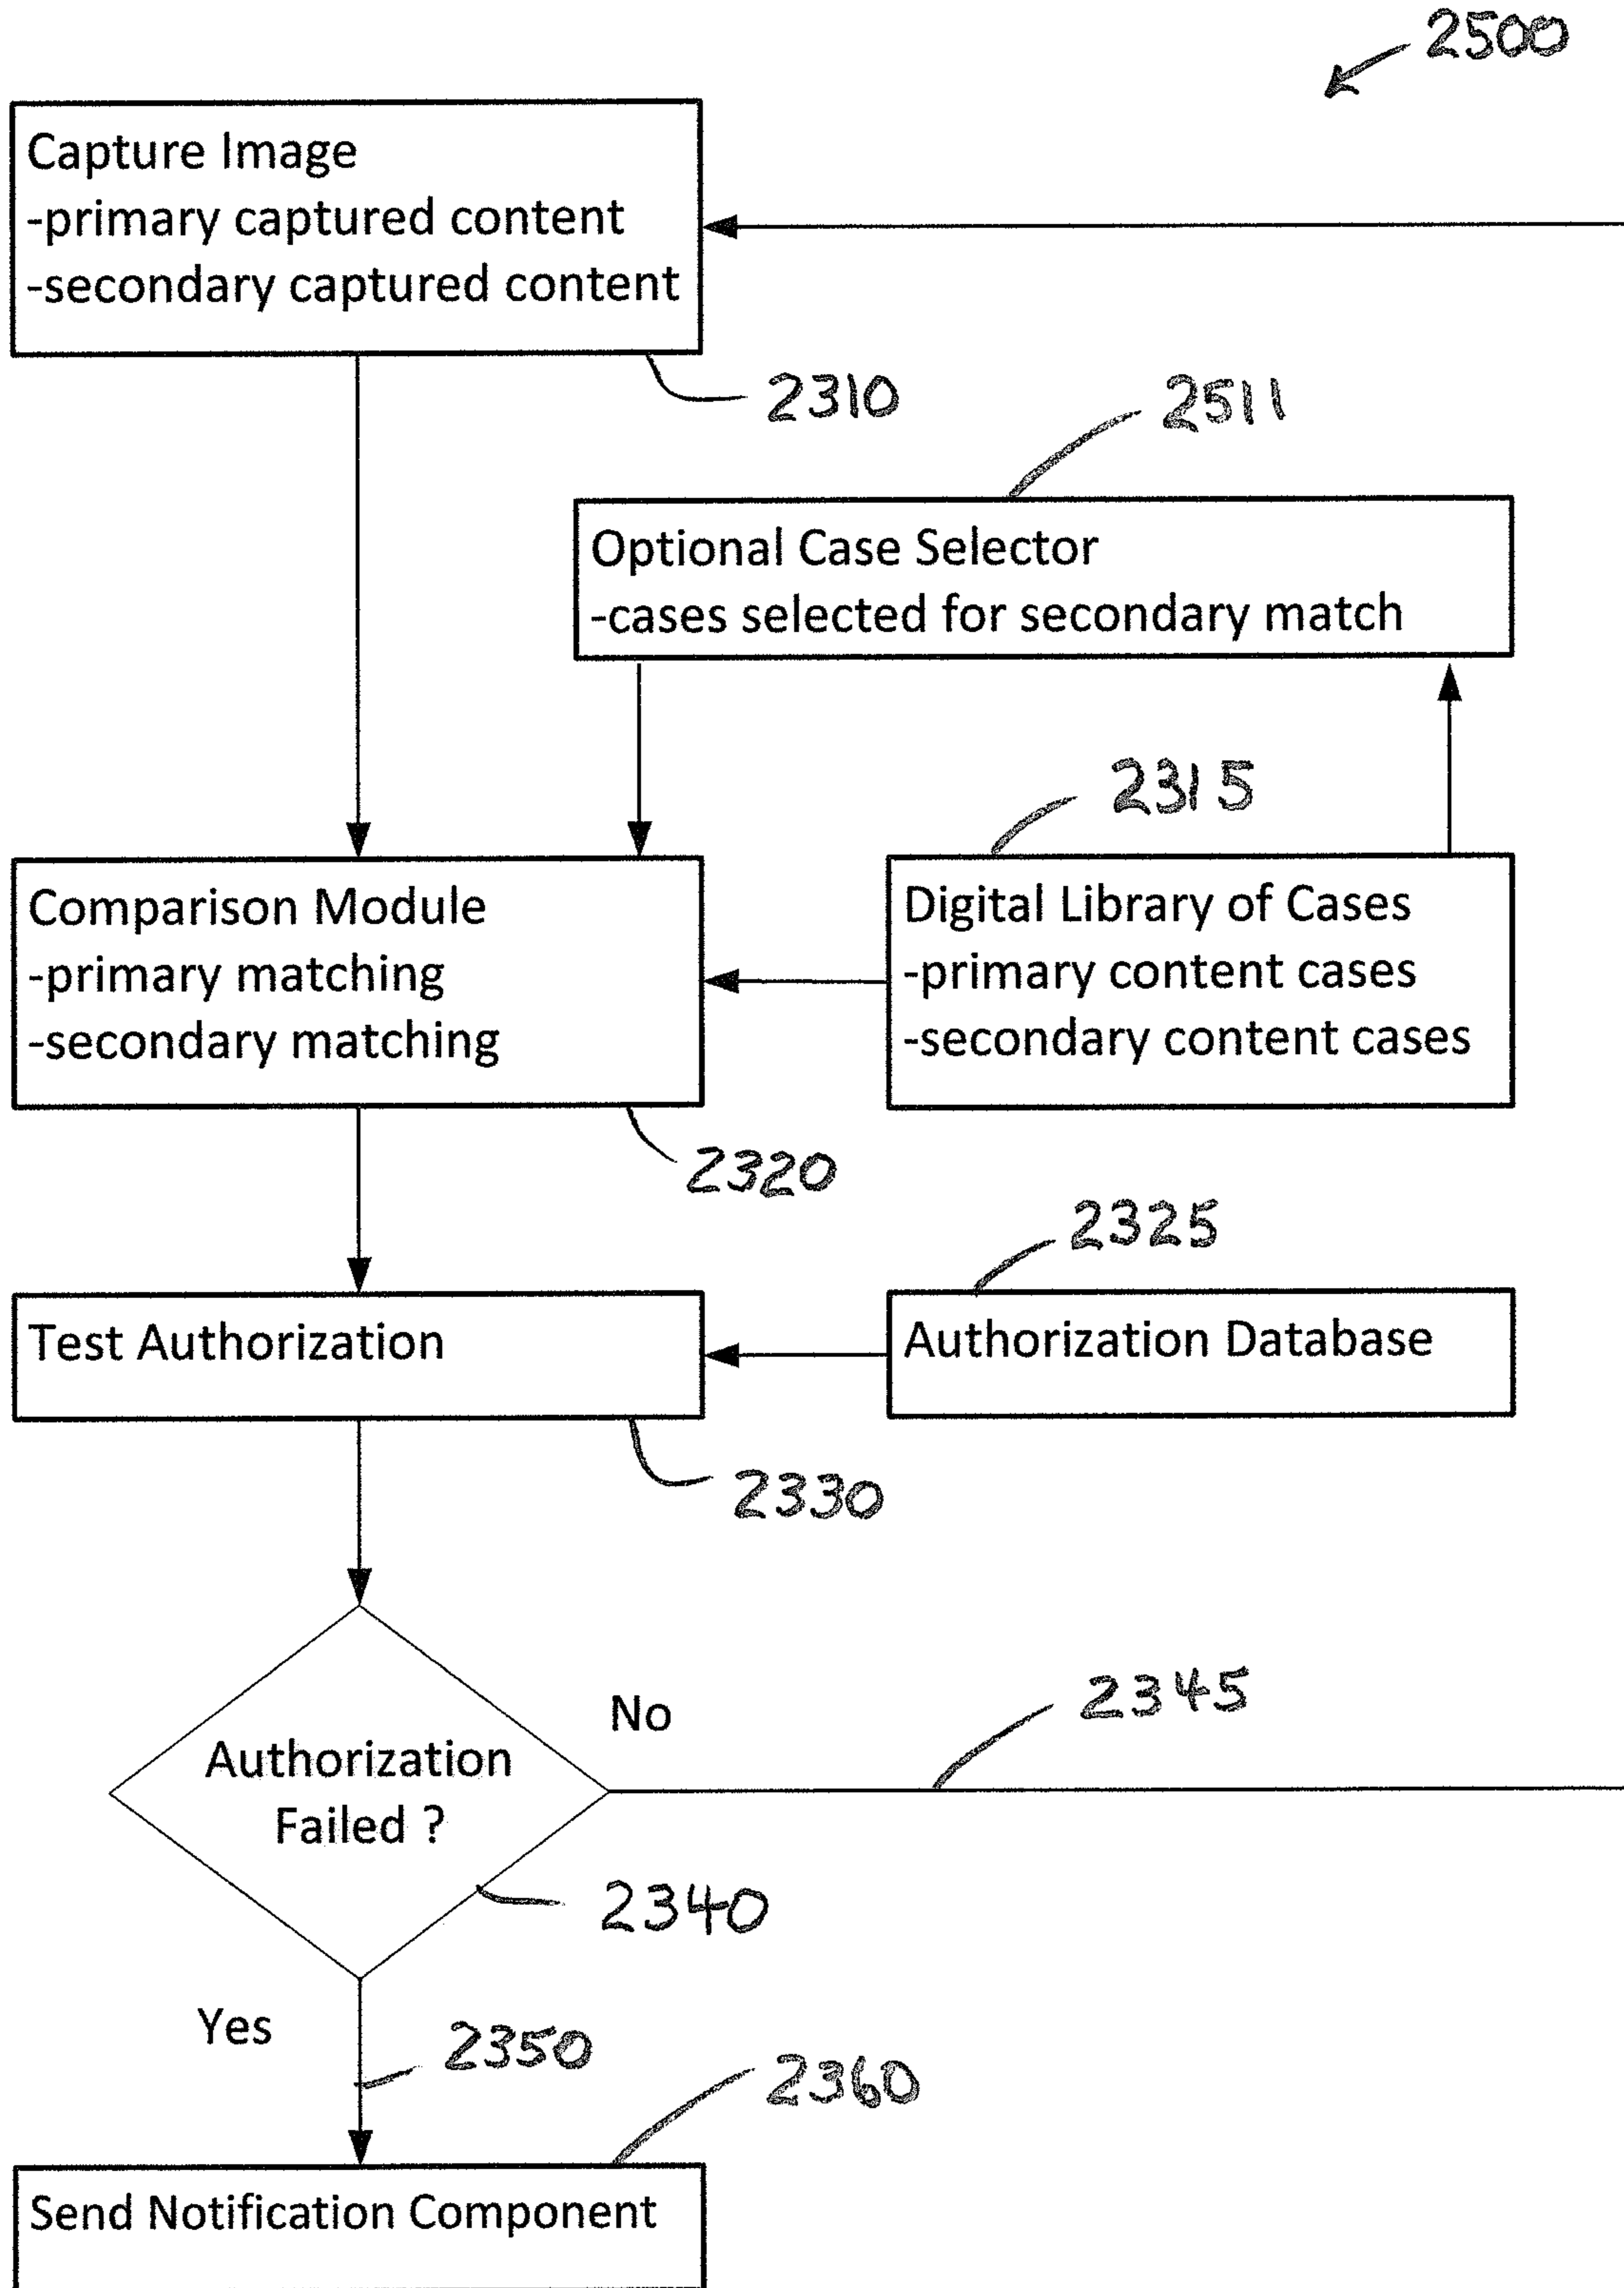 2500
Capture Image
-primary captured content
-secondary captured content
2310
2511
Optional Case Selector
-cases selected for secondary match
2315
Comparison Module
-primary matching
-secondary matching
Digital Library of Cases
-primary content cases
-secondary content cases
2320
2325
Test Authorization
Authorization Database
2330
No
2345
Authorization
Failed ?
2340
Yes
2350
2360
Send Notification Component